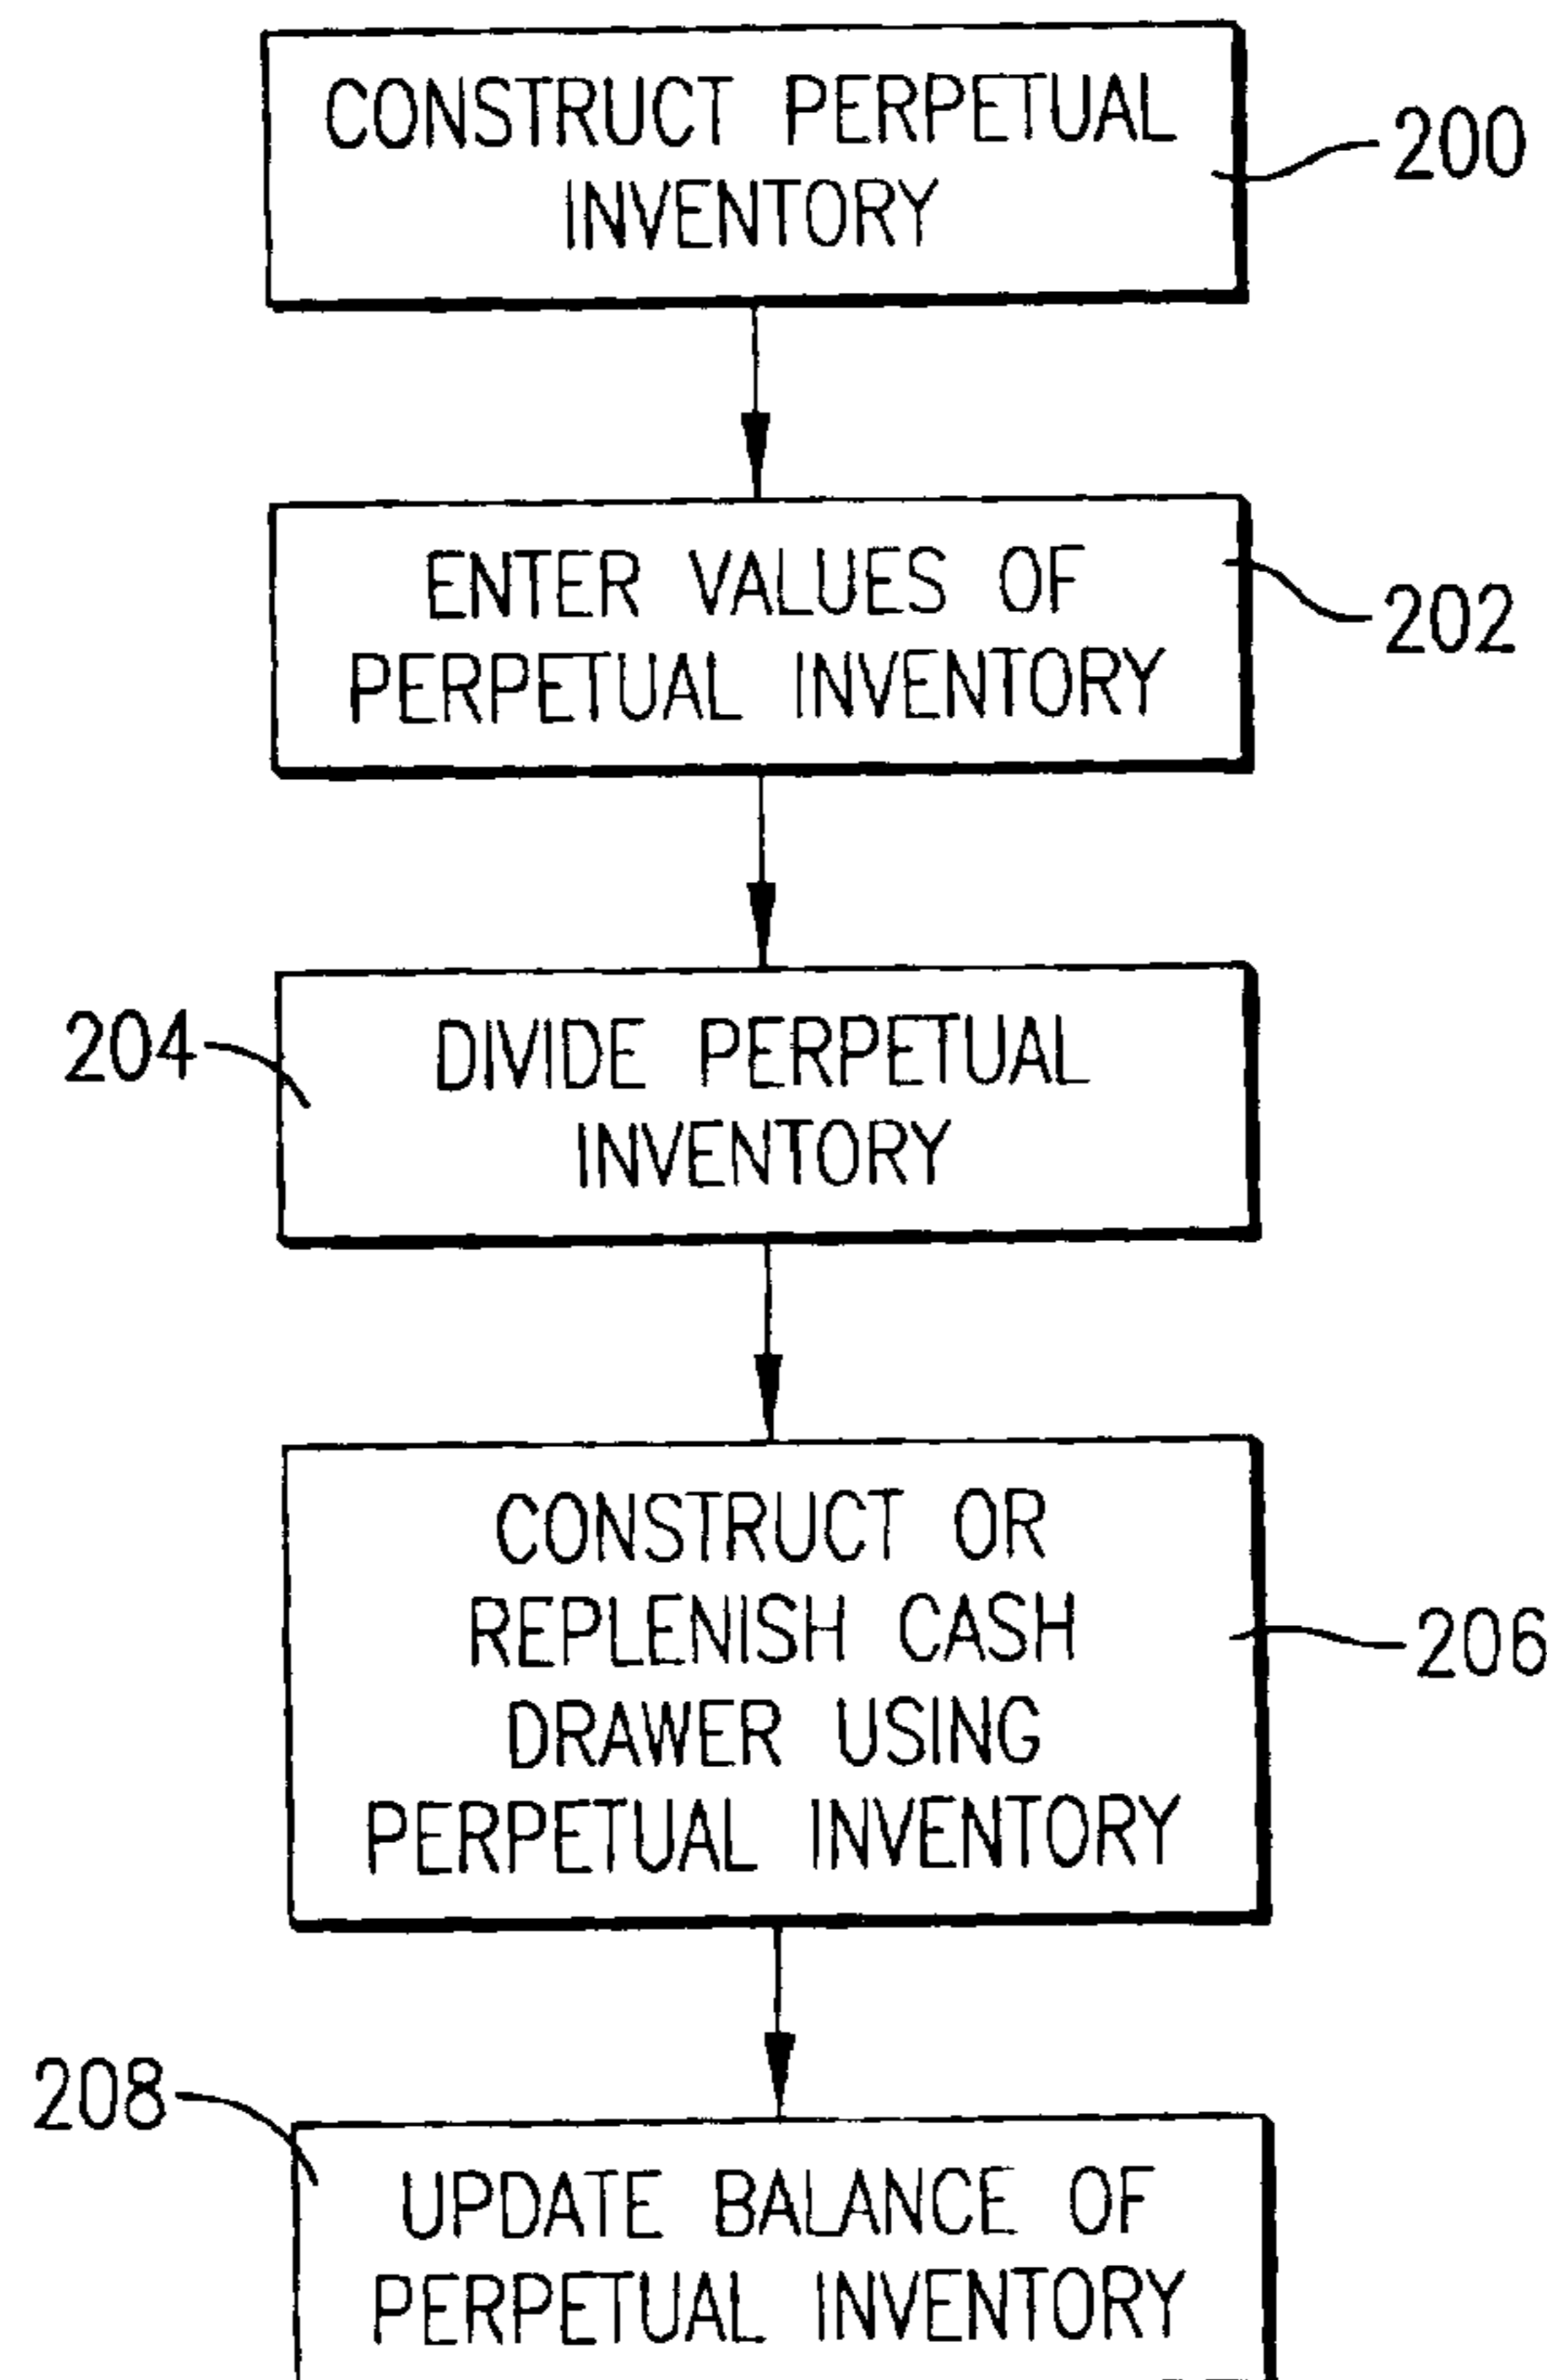 CONSTRUCT PERPETUAL
INVENTORY
200
ENTER VALUES OF
PERPETUAL INVENTORY
202
204
DIVIDE PERPETUAL
INVENTORY
CONSTRUCT OR
REPLENISH CASH
DRAWER USING
PERPETUAL INVENTORY
206
208
UPDATE BALANCE OF
PERPETUAL INVENTORY